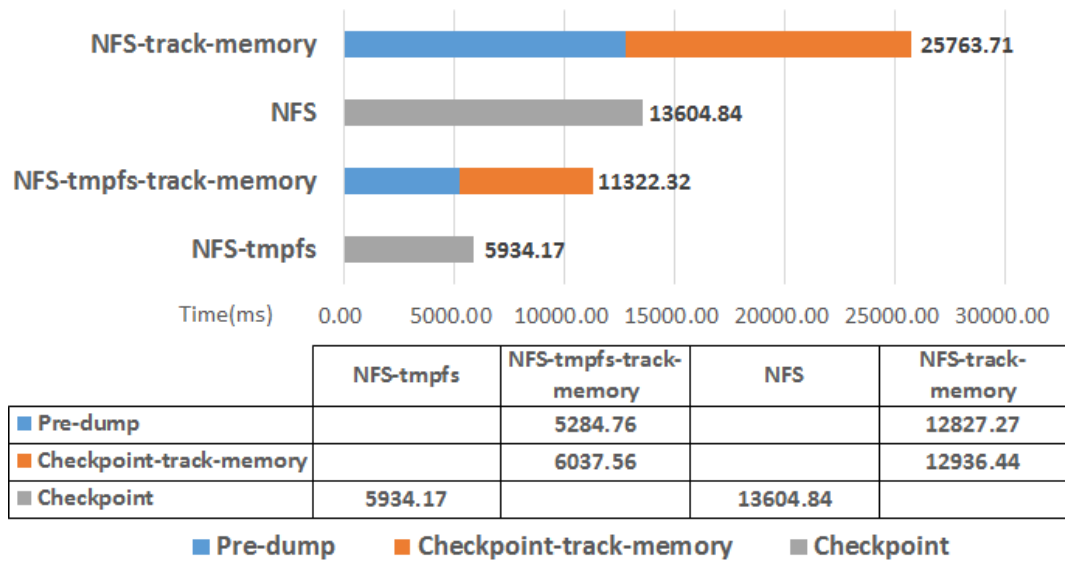 NFS-track-memory 25763.71
NFS 13604.84
NFS-tmpfs-track-memory 11322.32
NFS-tmpfs 5934.17
Time(ms) 0.00 5000.00 10000.00 15000.00 20000.00 25000.00 30000.00
NFS-tmpfs NFS-tmpfs-track-memory NFS NFS-track-memory
Pre-dump 5284.76 12827.27
Checkpoint-track-memory 6037.56 12936.44
Checkpoint 5934.17 13604.84
Pre-dump Checkpoint-track-memory Checkpoint